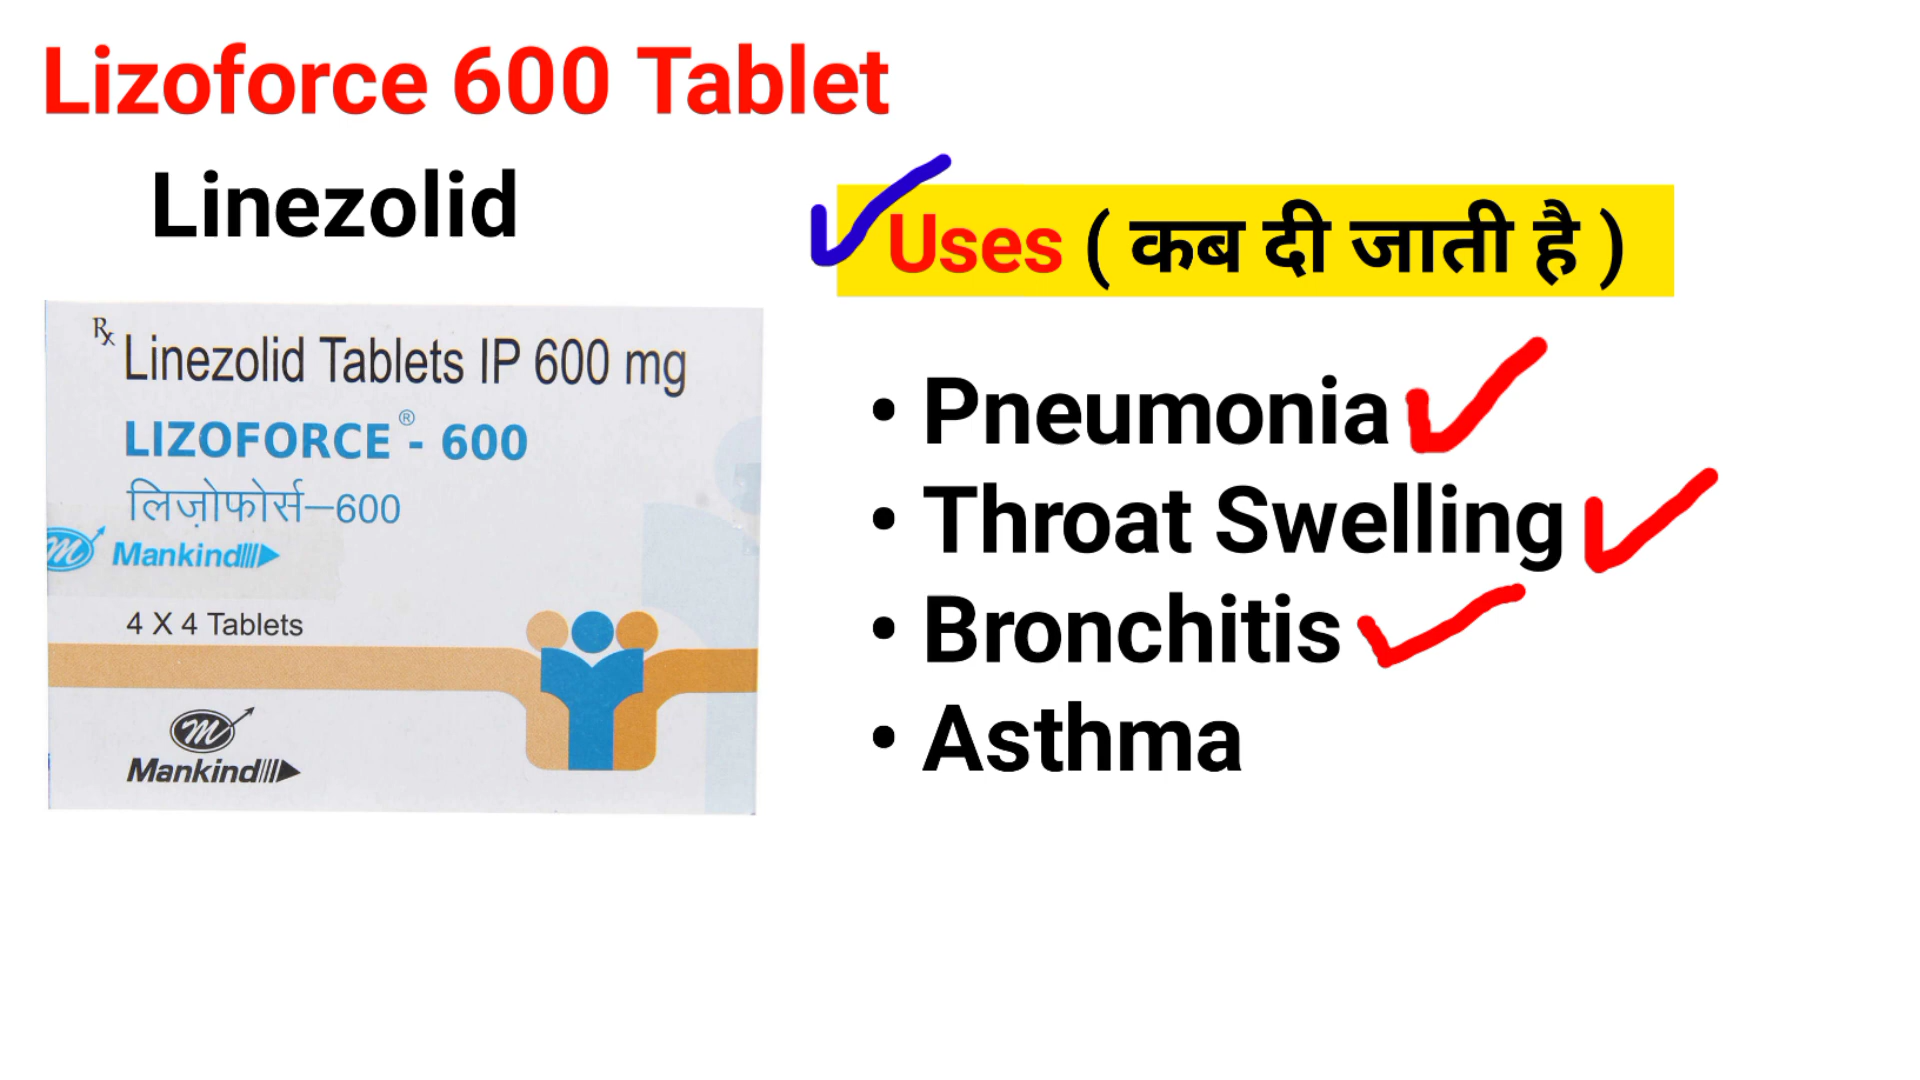 Lizoforce 600 Tablet
Linezolid
Uses ( कब दी जाती है )
Rx Linezolid Tablets IP 600 mg
LIZOFORCE®- 600
लिज़ोफोर्स–600
m Mankind
4 X 4 Tablets
m
Mankind
• Pneumonia
• Throat Swelling
• Bronchitis
• Asthma